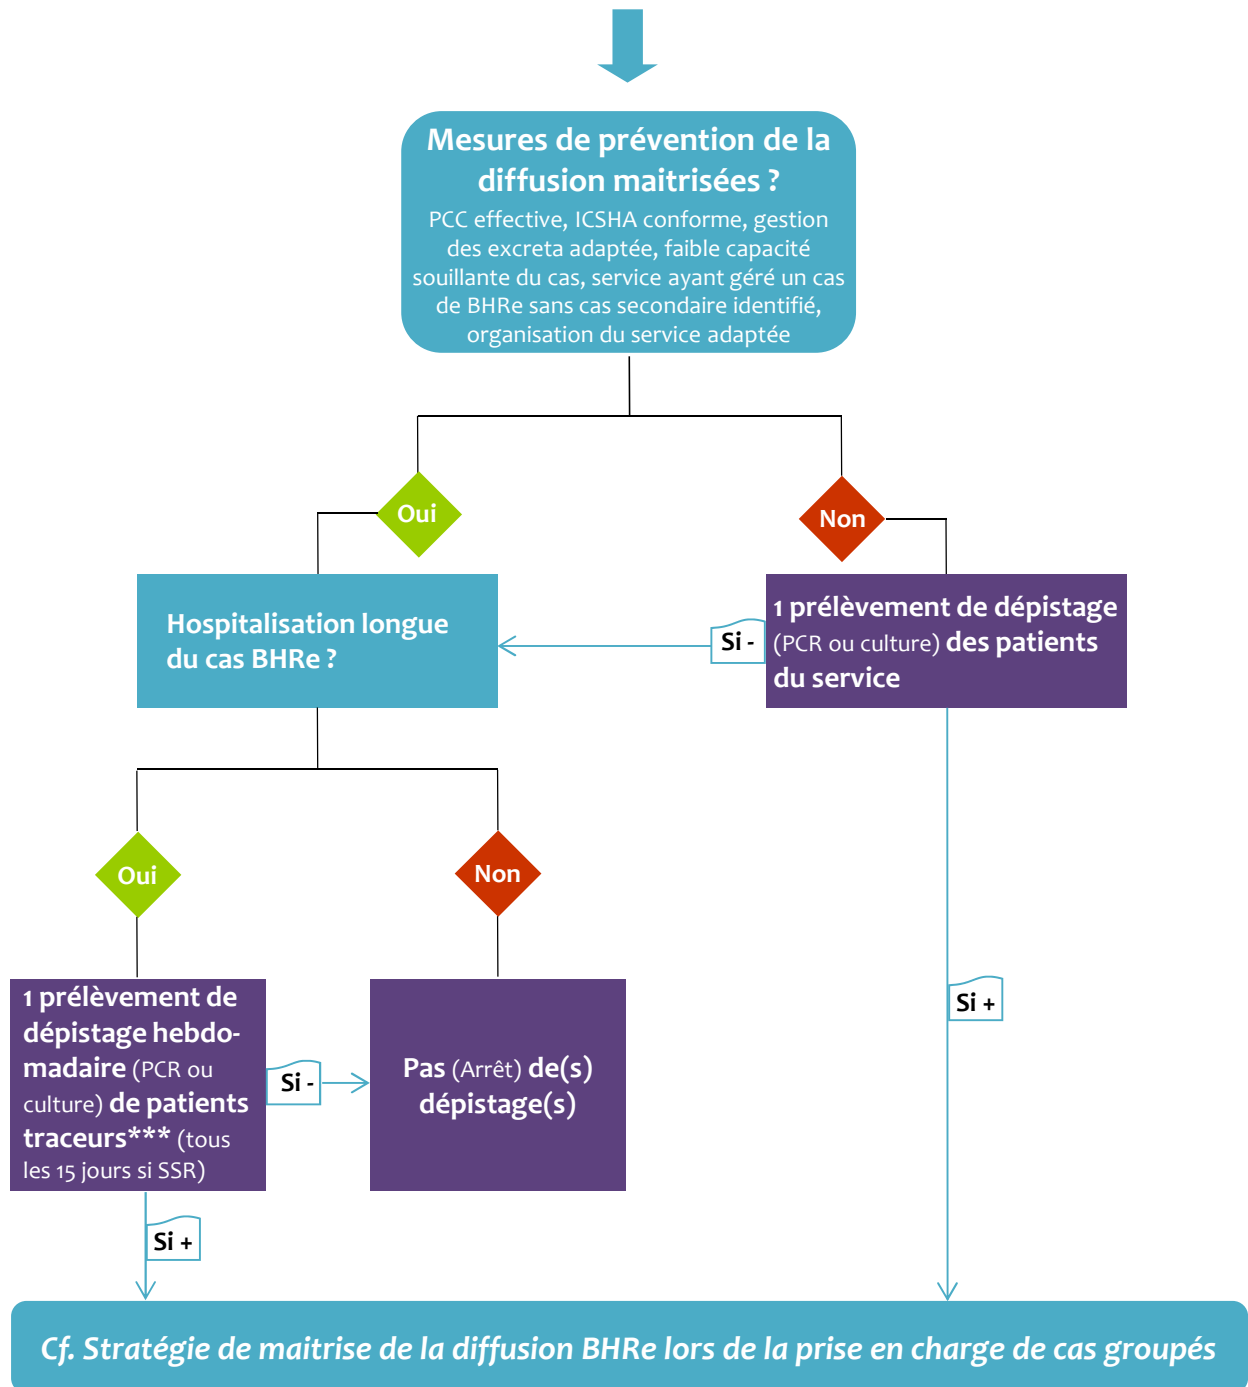 Mesures de prévention de la
diffusion maitrisées ?
PCC effective, ICSHA conforme, gestion
des excreta adaptée, faible capacité
souillante du cas, service ayant géré un cas
de BHRe sans cas secondaire identifié,
organisation du service adaptée
Oui
Non
Hospitalisation longue
du cas BHRe ?
Si -
1 prélèvement de dépistage
(PCR ou culture) des patients
du service
Oui
Non
1 prélèvement de
dépistage hebdo-
madaire (PCR ou
culture) de patients
traceurs*** (tous
les 15 jours si SSR)
Si -
Pas (Arrêt) de(s)
dépistage(s)
Si +
Si +
Cf. Stratégie de maitrise de la diffusion BHRe lors de la prise en charge de cas groupés